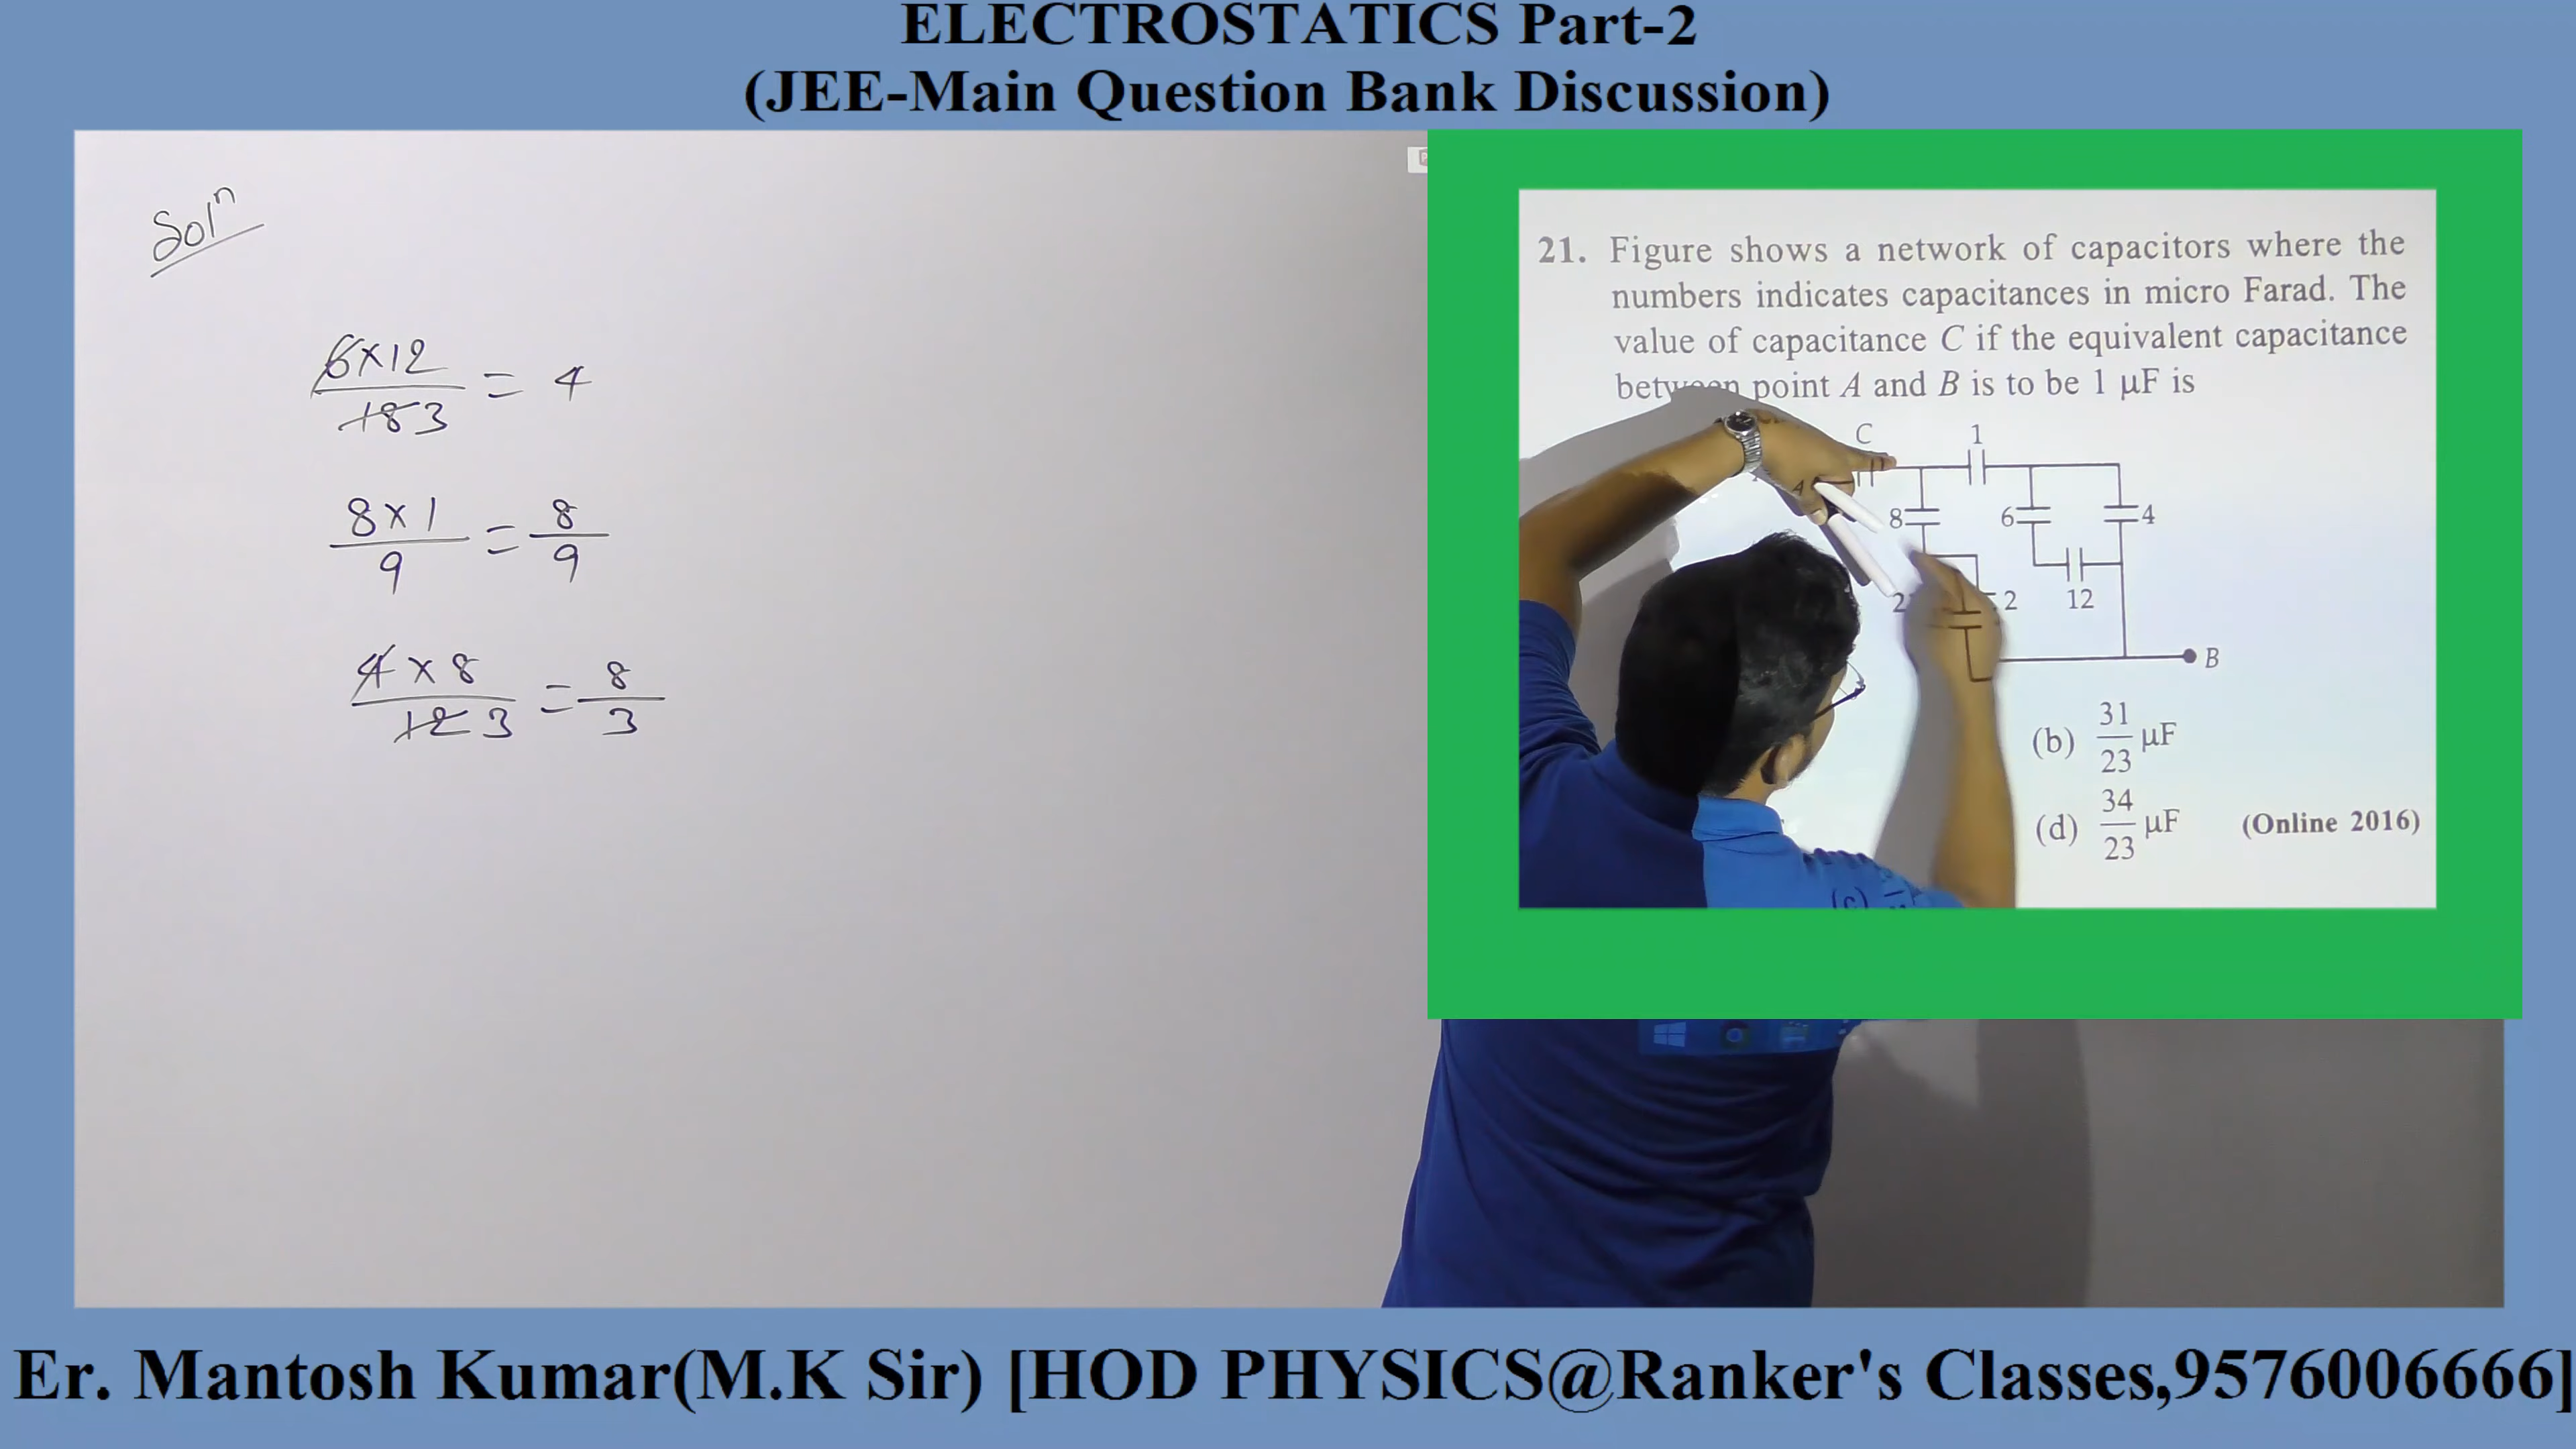 ELECTROSTATICS Part-2
(JEE-Main Question Bank Discussion)
Solⁿ
6×12 / 18 3 = 4
8×1 / 9 = 8 / 9
4×8 / 12 3 = 8 / 3
21. Figure shows a network of capacitors where the
numbers indicates capacitances in micro Farad. The
value of capacitance C if the equivalent capacitance
between point A and B is to be 1 μF is
C 1
A
8 6 4
2 2 12
B
(b) 31/23 μF
(d) 34/23 μF (Online 2016)
(c)
Er. Mantosh Kumar(M.K Sir) [HOD PHYSICS@Ranker's Classes,9576006666]